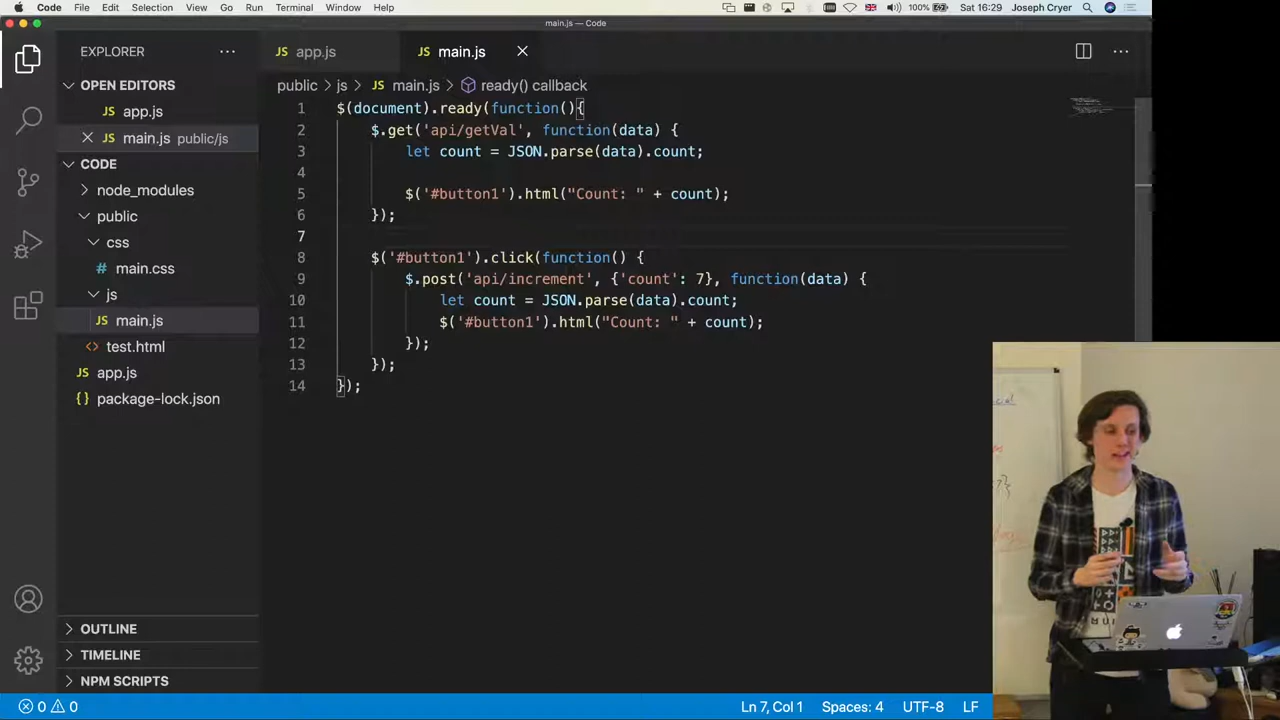 Code File Edit Selection View Go Run Terminal Window Help 100% Sat 16:29 Joseph Cryer
main.js — Code
EXPLORER
app.js main.js
OPEN EDITORS
app.js
main.js public/js
CODE
node_modules
public
css
main.css
js
main.js
test.html
app.js
package-lock.json
OUTLINE
TIMELINE
NPM SCRIPTS
public > js > JS main.js > ready() callback
1 $(document).ready(function(){
2 $.get('api/getVal', function(data) {
3 let count = JSON.parse(data).count;
4
5 $('#button1').html("Count: " + count);
6 });
7
8 $('#button1').click(function() {
9 $.post('api/increment', {'count': 7}, function(data) {
10 let count = JSON.parse(data).count;
11 $('#button1').html("Count: " + count);
12 });
13 });
14 });
0 0 Ln 7, Col 1 Spaces: 4 UTF-8 LF